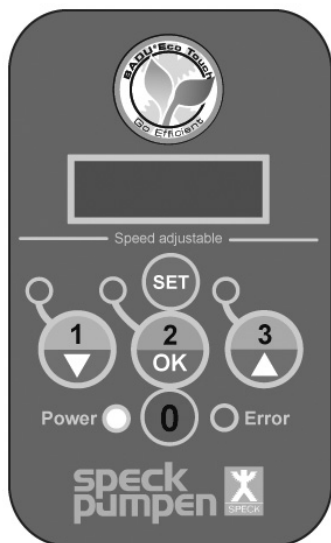 BADU®Eco Touch
Go Efficient
Speed adjustable
SET
1 2 3
OK
Power 0 Error
speck
pumpen
SPECK